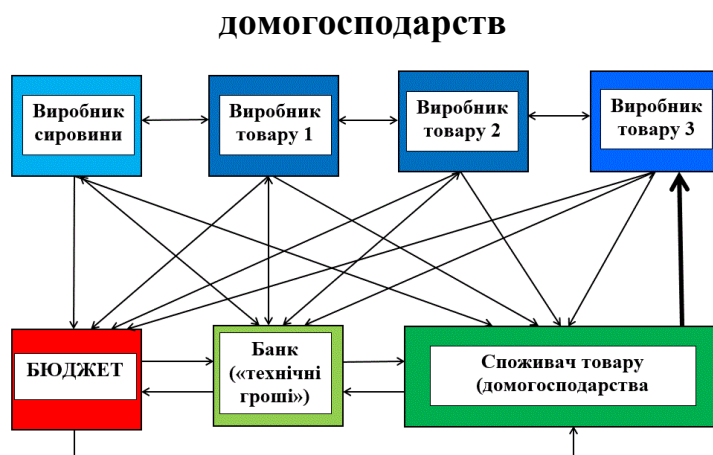 домогосподарств
Виробник
сировини
Виробник
товару 1
Виробник
товару 2
Виробник
товару 3
БЮДЖЕТ
Банк
(«технічні
гроші»)
Споживач товару
(домогосподарства